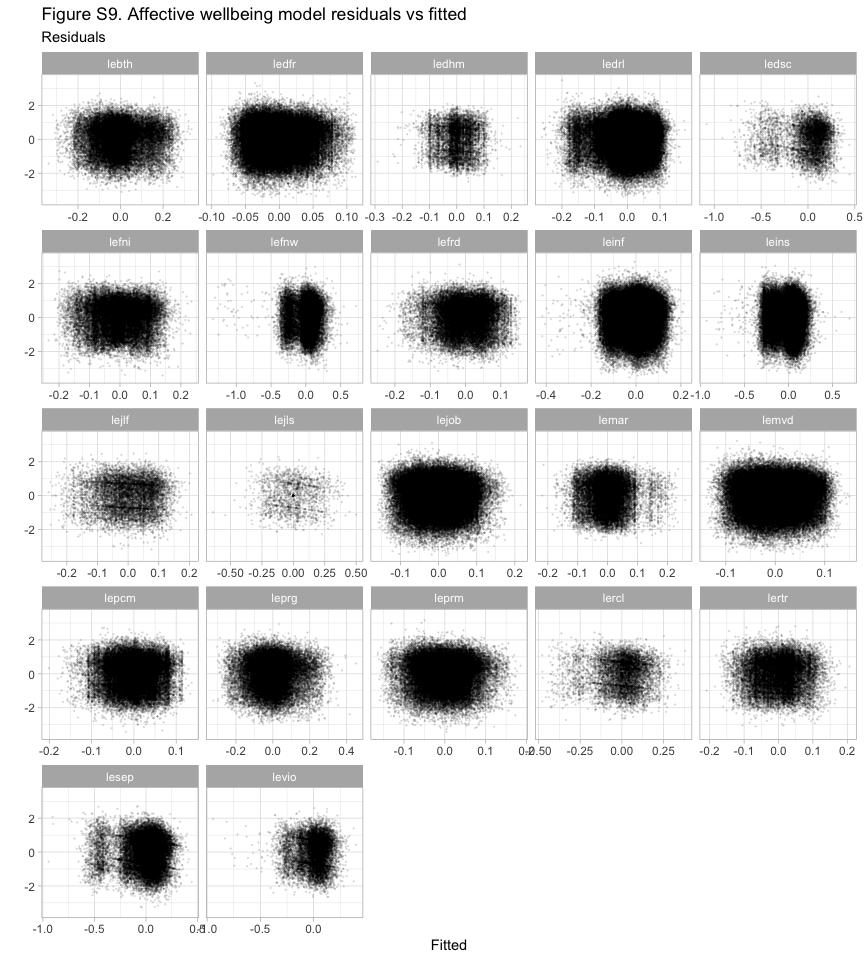 Figure S9. Affective wellbeing model residuals vs fitted
Residuals
lebth ledfr ledhm ledrl ledsc
2
0
-2
-0.2 0.0 0.2 -0.10 -0.05 0.00 0.05 0.10 -0.3 -0.2 -0.1 0.0 0.1 0.2 -0.2 -0.1 0.0 0.1 -1.0 -0.5 0.0 0.5
lefni lefnw lefrd leinf leins
2
0
-2
-0.2 -0.1 0.0 0.1 0.2 -1.0 -0.5 0.0 0.5 -0.2 -0.1 0.0 0.1 -0.4 -0.2 0.0 0.2 -1.0 -0.5 0.0 0.5
lejlf lejls lejob lemar lemvd
2
0
-2
-0.2 -0.1 0.0 0.1 0.2 -0.50 -0.25 0.00 0.25 0.50 -0.1 0.0 0.1 0.2 -0.2 -0.1 0.0 0.1 0.2 -0.1 0.0 0.1
lepcm leprg leprm lercl lertr
2
0
-2
-0.2 -0.1 0.0 0.1 -0.2 0.0 0.2 0.4 -0.1 0.0 0.1 0.2 -0.50 -0.25 0.00 0.25 -0.2 -0.1 0.0 0.1 0.2
lesep levio
2
0
-2
-1.0 -0.5 0.0 0.5 -1.0 -0.5 0.0
Fitted